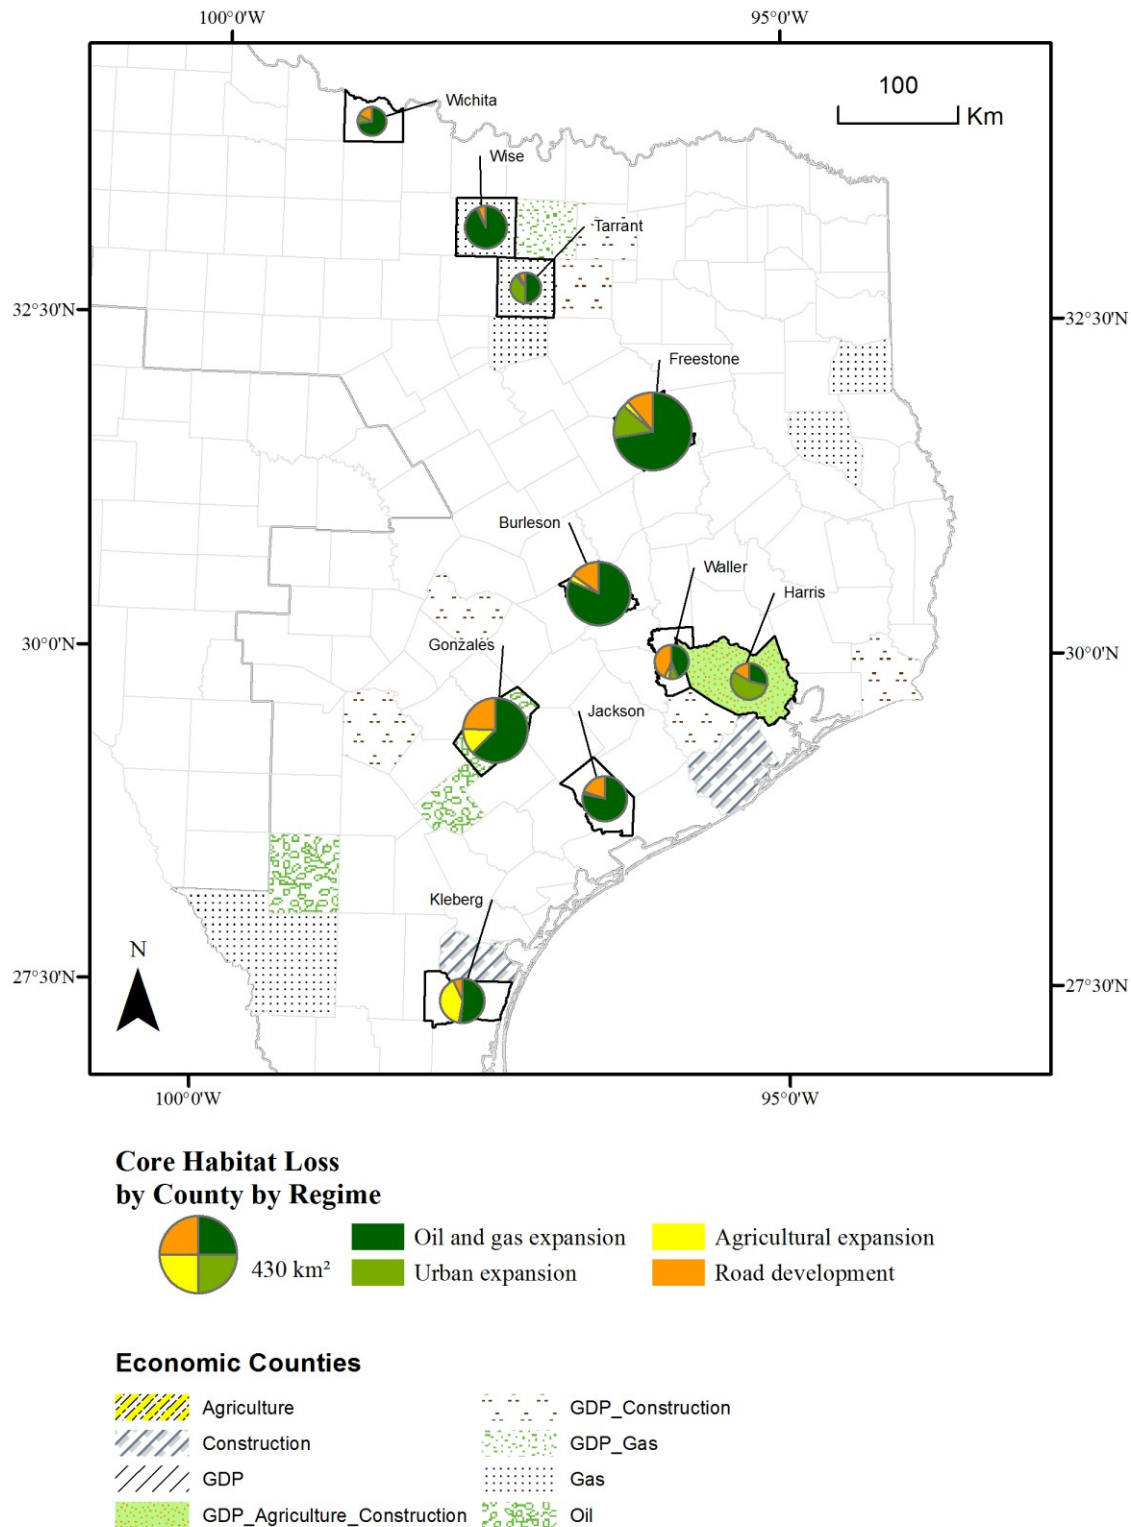 100°0'W
95°0'W
100
Km
Wichita
Wise
Tarrant
32°30'N
32°30'N
Freestone
Burleson
Waller
Harris
30°0'N
30°0'N
Gonzales
Jackson
Kleberg
N
27°30'N
27°30'N
100°0'W
95°0'W
Core Habitat Loss
by County by Regime
430 km²
Oil and gas expansion
Agricultural expansion
Urban expansion
Road development
Economic Counties
Agriculture
GDP_Construction
Construction
GDP_Gas
GDP
Gas
GDP_Agriculture_Construction
Oil